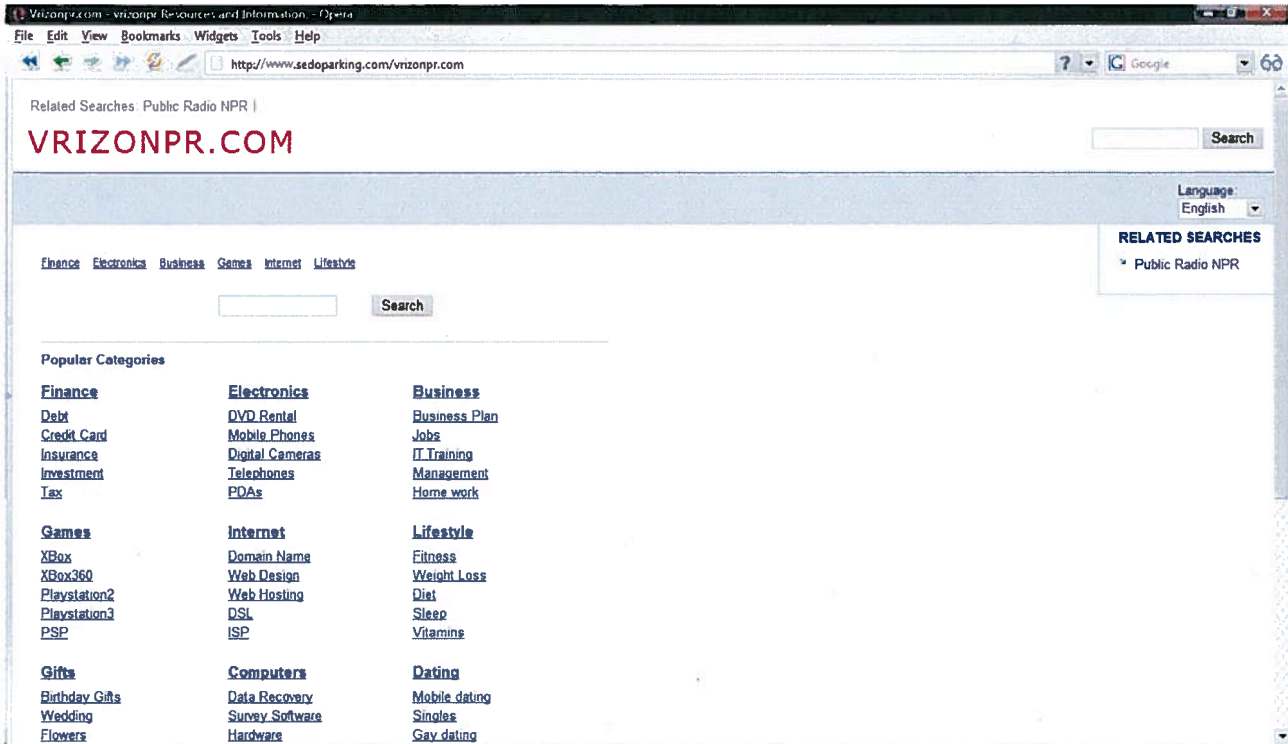 Vrizonpr.com - vrizonpr Resources and Information. - Opera
File Edit View Bookmarks Widgets Tools Help
http://www.sedoparking.com/vrizonpr.com
? Google
Related Searches: Public Radio NPR |
VRIZONPR.COM
Search
Language:
English
RELATED SEARCHES
Public Radio NPR
Finance Electronics Business Games Internet Lifestyle
Search
Popular Categories
Finance Electronics Business
Debt DVD Rental Business Plan
Credit Card Mobile Phones Jobs
Insurance Digital Cameras IT Training
Investment Telephones Management
Tax PDAs Home work
Games Internet Lifestyle
XBox Domain Name Fitness
XBox360 Web Design Weight Loss
Playstation2 Web Hosting Diet
Playstation3 DSL Sleep
PSP ISP Vitamins
Gifts Computers Dating
Birthday Gifts Data Recovery Mobile dating
Wedding Survey Software Singles
Flowers Hardware Gay dating